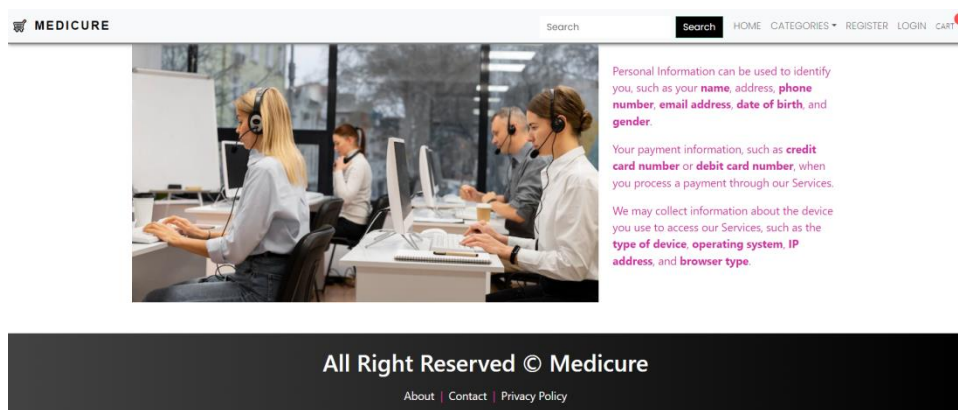 MEDICURE
Search
Search
HOME
CATEGORIES
REGISTER
LOGIN
CART
Personal Information can be used to identify
you, such as your name, address, phone
number, email address, date of birth, and
gender.
Your payment information, such as credit
card number or debit card number, when
you process a payment through our Services.
We may collect information about the device
you use to access our Services, such as the
type of device, operating system, IP
address, and browser type.
All Right Reserved © Medicure
About | Contact | Privacy Policy